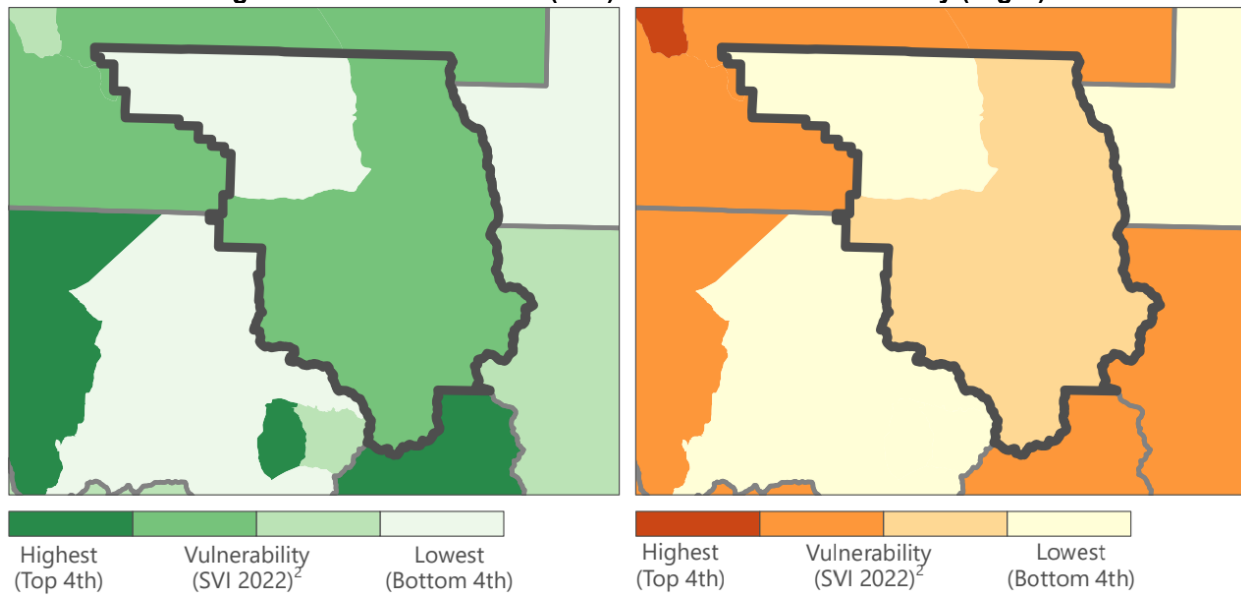 Highest
(Top 4th)
Vulnerability
(SVI 2022)²
Lowest
(Bottom 4th)
Highest
(Top 4th)
Vulnerability
(SVI 2022)²
Lowest
(Bottom 4th)